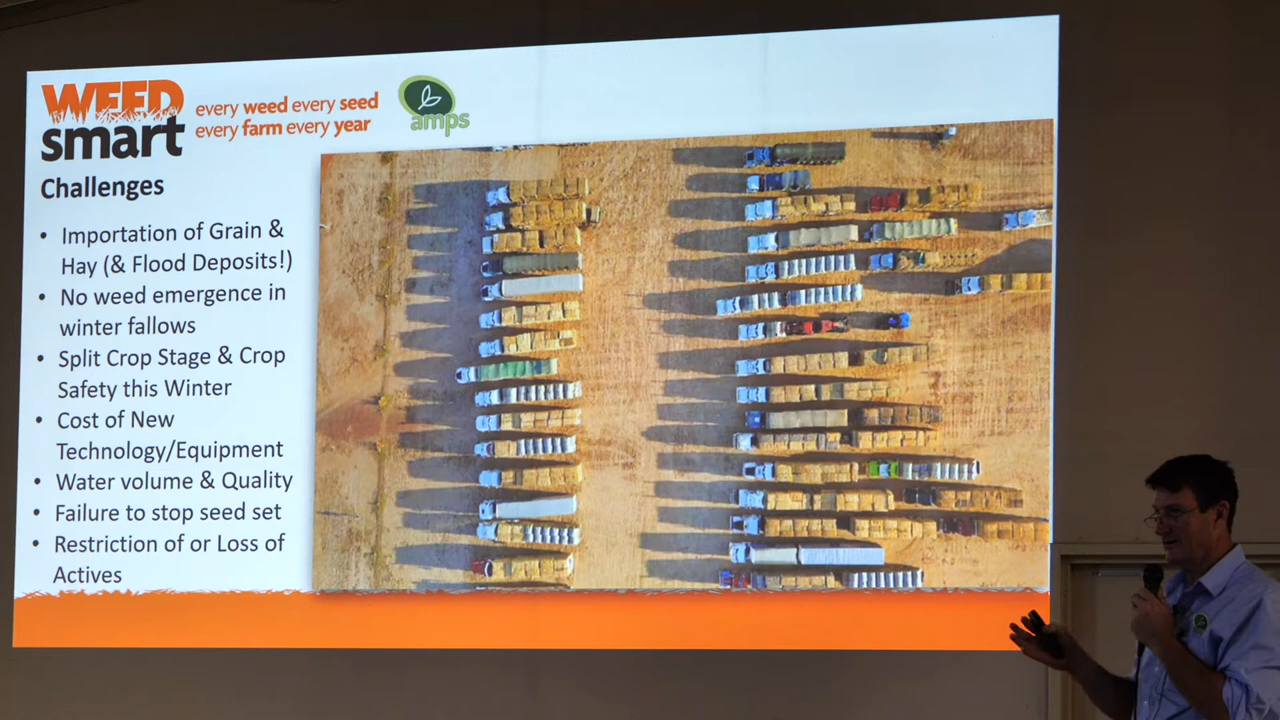 WEED
smart
every weed every seed
every farm every year
amps
Challenges
• Importation of Grain &
Hay (& Flood Deposits!)
• No weed emergence in
winter fallows
• Split Crop Stage & Crop
Safety this Winter
• Cost of New
Technology/Equipment
• Water volume & Quality
• Failure to stop seed set
• Restriction of or Loss of
Actives